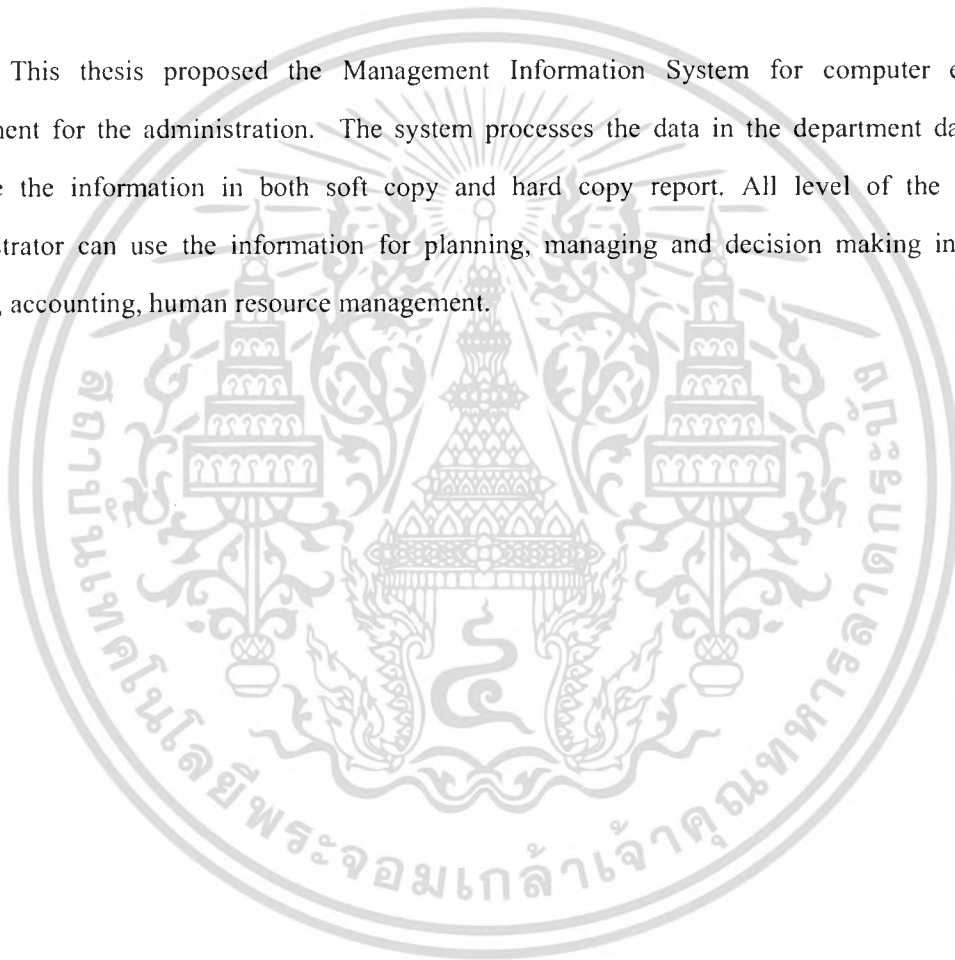 This thesis proposed the Management Information System for computer e
ment for the administration. The system processes the data in the department da
e the information in both soft copy and hard copy report. All level of the
strator can use the information for planning, managing and decision making in
, accounting, human resource management.
สถาบันเทคโนโลยีพระจอมเกล้าเจ้าคุณทหารลาดกระบัง